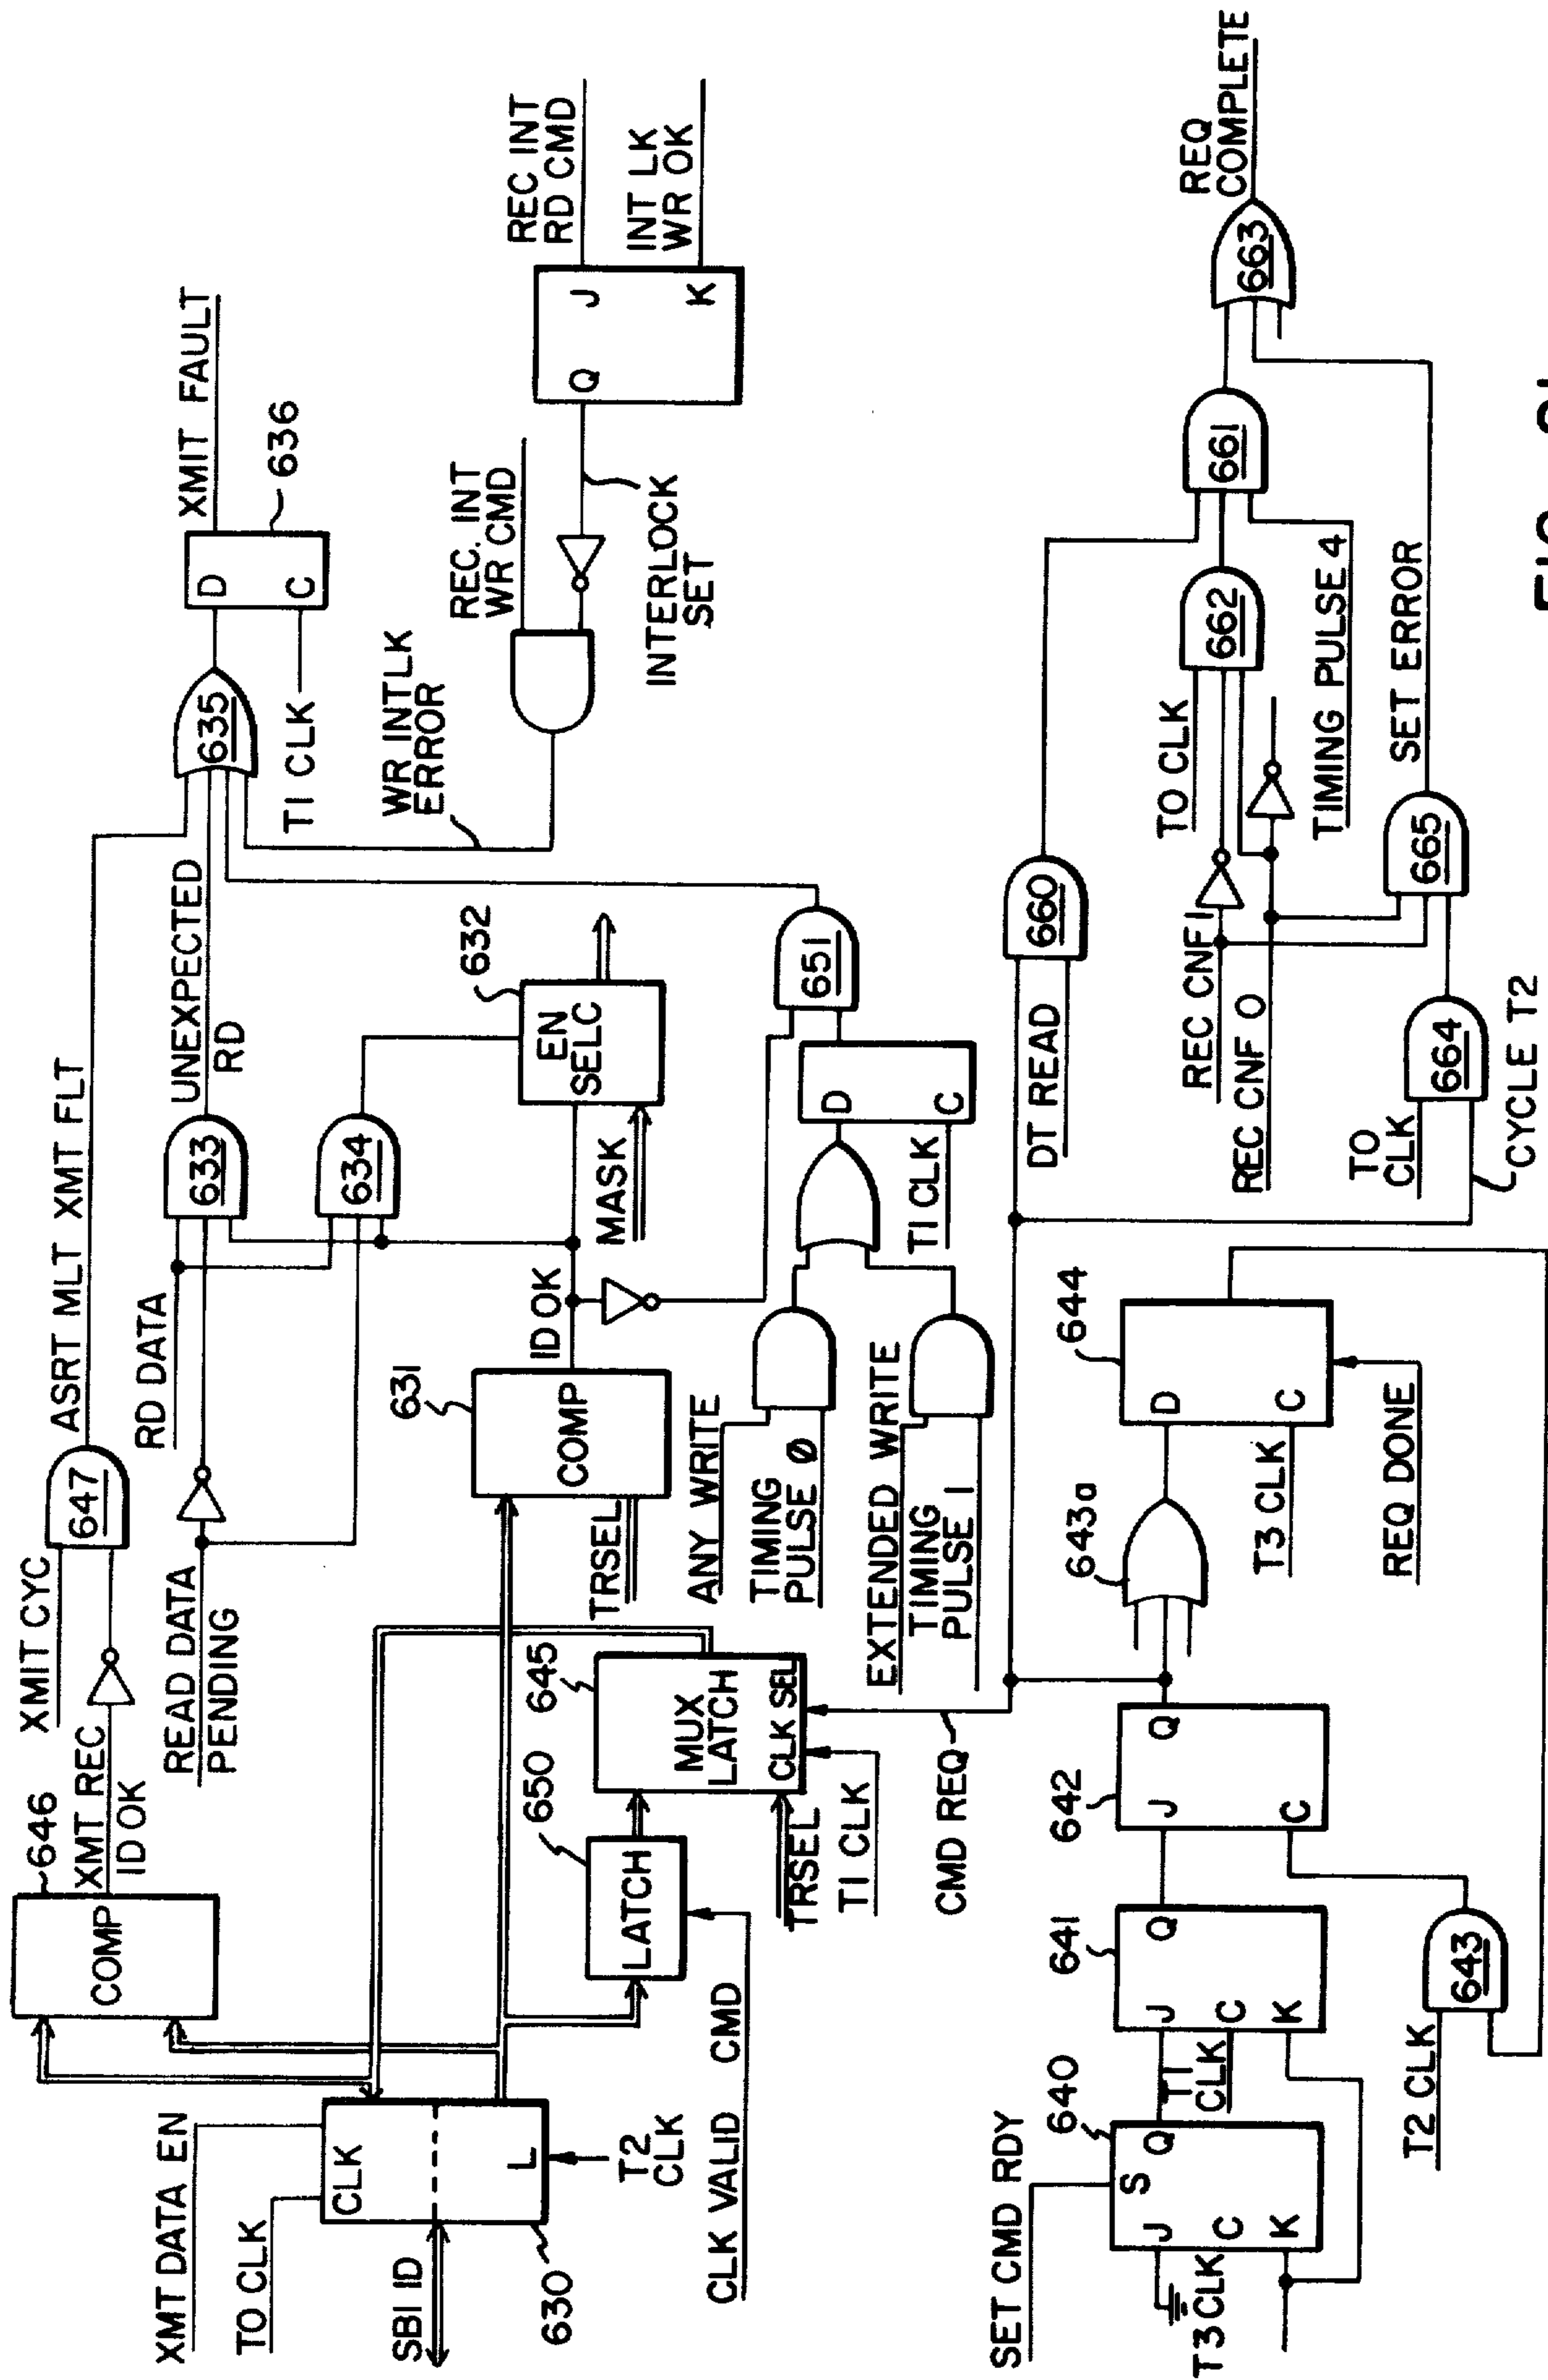 XMT DATA EN
TO CLK
SBI ID
630
CLK
L
T2
CLK
CLK VALID CMD
646
COMP
XMT REC
ID OK
XMIT CYC
647
ASRT MLT XMT FLT
READ DATA
PENDING
RD DATA
633
UNEXPECTED
RD
634
635
XMIT FAULT
D
C
636
T1 CLK
WR INTLK
ERROR
REC. INT
WR CMD
INTERLOCK
SET
Q
J
K
REC INT
RD CMD
INT LK
WR OK
650
LATCH
645
MUX
LATCH
CLK SEL
TRSEL
T1 CLK
CMD REQ
631
COMP
TRSEL
ID OK
MASK
632
EN
SELC
ANY WRITE
TIMING
PULSE Ø
EXTENDED WRITE
TIMING
PULSE 1
T1 CLK
D
C
651
SET CMD RDY
640
S
J
Q
C
K
T3 CLK
641
J
Q
C
K
T1
CLK
642
J
Q
C
T2 CLK
643
643a
644
D
C
T3 CLK
REQ DONE
DT READ
660
REC CNF 1
REC CNF 0
TO CLK
662
661
TIMING PULSE 4
TO
CLK
664
CYCLE T2
665
SET ERROR
663
REQ
COMPLETE